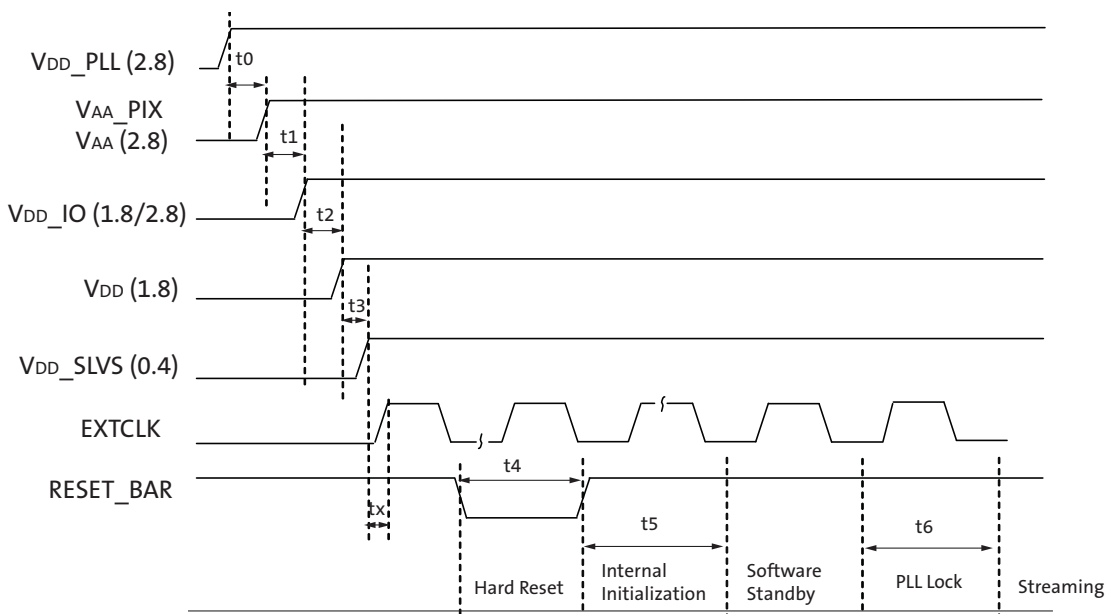 VDD_PLL (2.8)
t0
VAA_PIX
VAA (2.8)
t1
VDD_IO (1.8/2.8)
t2
VDD (1.8)
t3
VDD_SLVS (0.4)
EXTCLK
RESET_BAR
t4
tx
t5
t6
Hard Reset
Internal
Initialization
Software
Standby
PLL Lock
Streaming